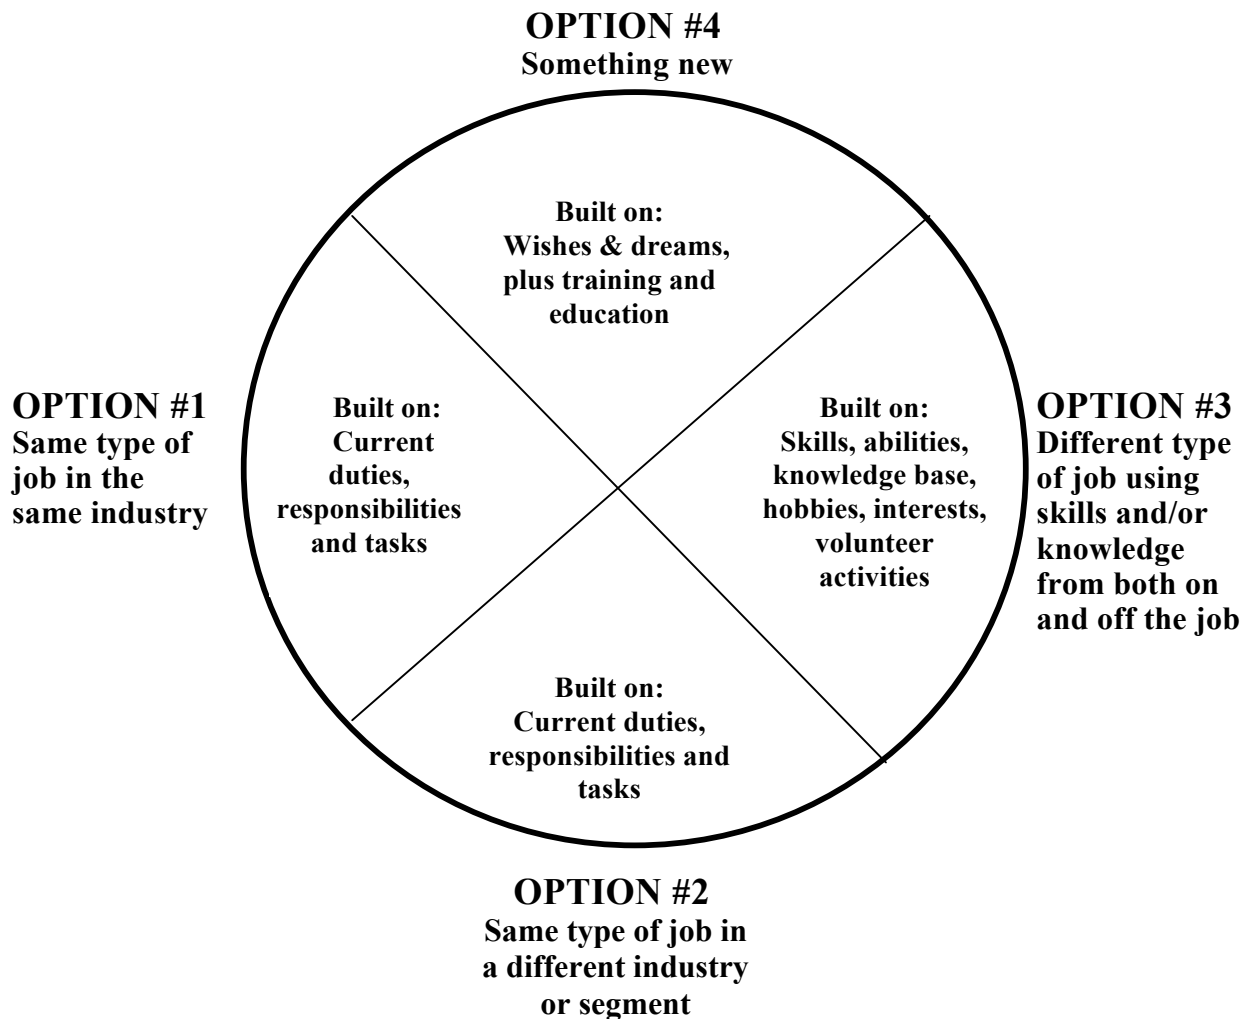 OPTION #4
Something new
Built on:
Wishes & dreams,
plus training and
education
OPTION #1
Same type of
job in the
same industry
Built on:
Current
duties,
responsibilities
and tasks
Built on:
Skills, abilities,
knowledge base,
hobbies, interests,
volunteer
activities
OPTION #3
Different type
of job using
skills and/or
knowledge
from both on
and off the job
Built on:
Current duties,
responsibilities and
tasks
OPTION #2
Same type of job in
a different industry
or segment